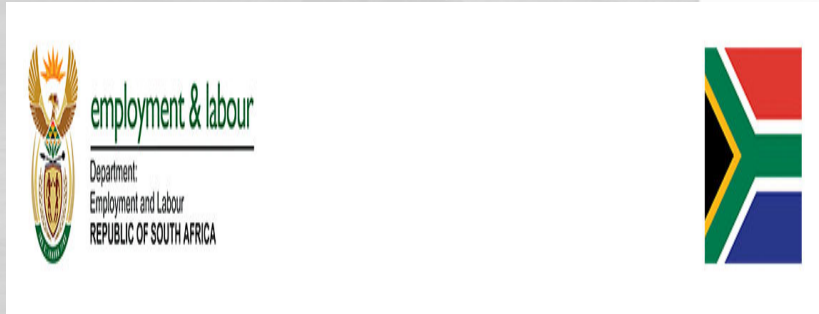 employment & labour
Department:
Employment and Labour
REPUBLIC OF SOUTH AFRICA